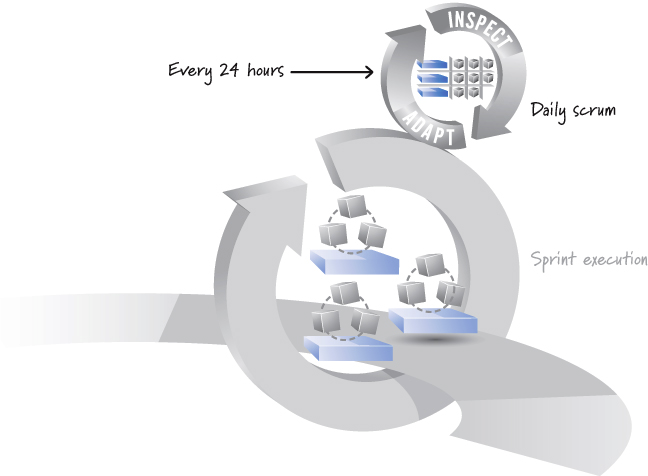 INSPECT
Every 24 hours
Daily scrum
ADAPT
Sprint execution